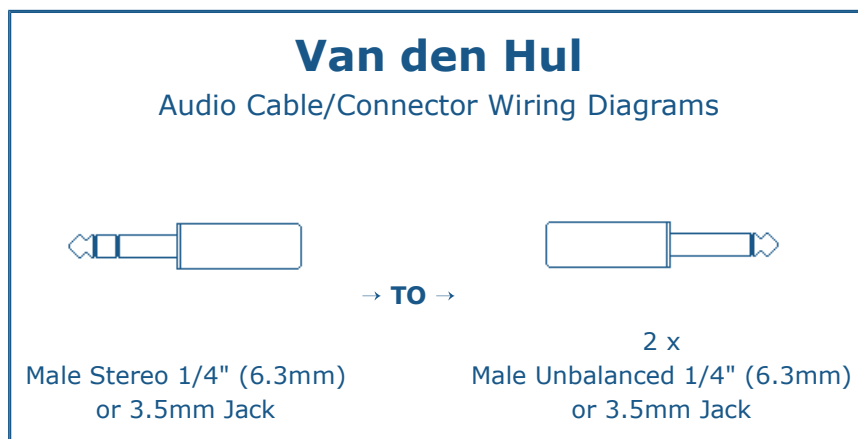 Van den Hul
Audio Cable/Connector Wiring Diagrams
→ TO →
Male Stereo 1/4" (6.3mm)
or 3.5mm Jack
2 x
Male Unbalanced 1/4" (6.3mm)
or 3.5mm Jack